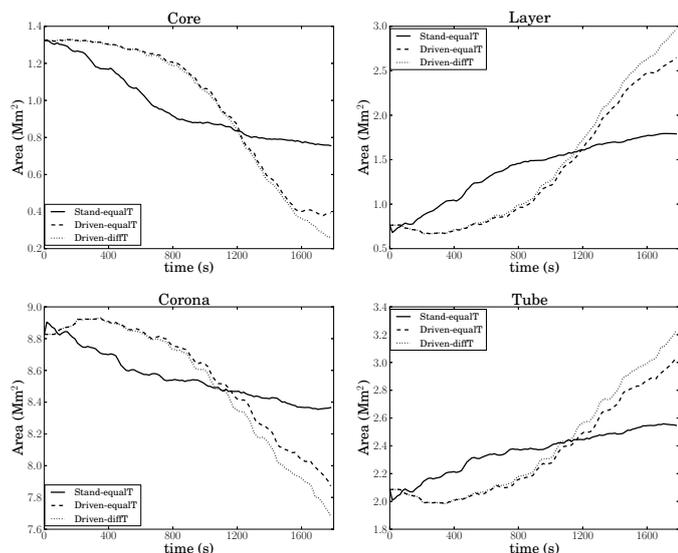 Core
1.4
1.2
1.0
0.8
0.6
0.4
0.2
Area (Mm²)
Stand-equalT
Driven-equalT
Driven-diffT
0 400 800 1200 1600
time (s)
Layer
3.0
2.5
2.0
1.5
1.0
0.5
Area (Mm²)
Stand-equalT
Driven-equalT
Driven-diffT
0 400 800 1200 1600
time (s)
Corona
9.0
8.8
8.6
8.4
8.2
8.0
7.8
7.6
Area (Mm²)
Stand-equalT
Driven-equalT
Driven-diffT
0 400 800 1200 1600
time (s)
Tube
3.4
3.2
3.0
2.8
2.6
2.4
2.2
2.0
1.8
Area (Mm²)
Stand-equalT
Driven-equalT
Driven-diffT
0 400 800 1200 1600
time (s)